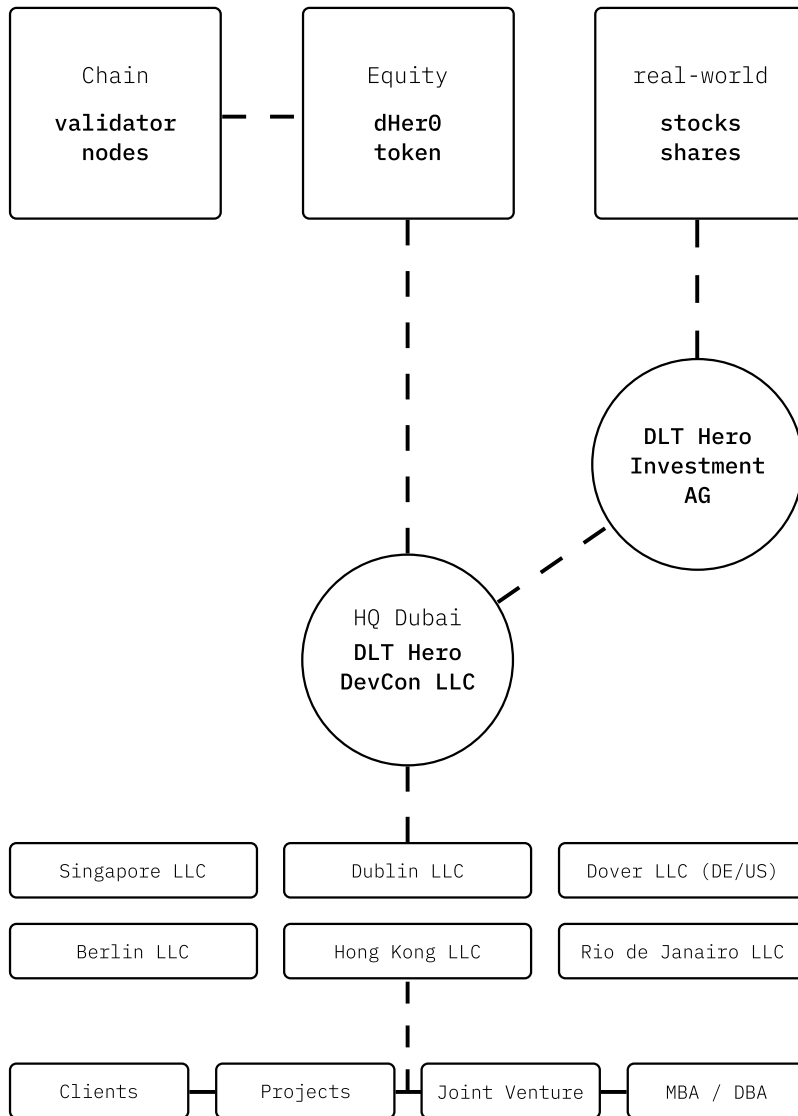 Chain
validator
nodes
Equity
dHer0
token
real-world
stocks
shares
DLT Hero
Investment
AG
HQ Dubai
DLT Hero
DevCon LLC
Singapore LLC
Dublin LLC
Dover LLC (DE/US)
Berlin LLC
Hong Kong LLC
Rio de Janairo LLC
Clients
Projects
Joint Venture
MBA / DBA